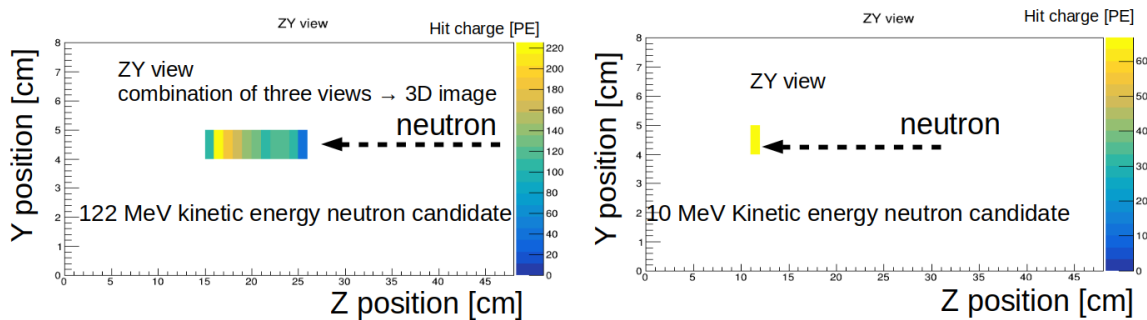 ZY view
Hit charge [PE]
8
7
6
5
4
3
2
1
0
Y position [cm]
ZY view
combination of three views → 3D image
neutron
122 MeV kinetic energy neutron candidate
220
200
180
160
140
120
100
80
60
40
20
0
0 5 10 15 20 25 30 35 40 45
Z position [cm]
ZY view
Hit charge [PE]
8
7
6
5
4
3
2
1
0
Y position [cm]
ZY view
neutron
10 MeV Kinetic energy neutron candidate
60
50
40
30
20
10
0
0 5 10 15 20 25 30 35 40 45
Z position [cm]